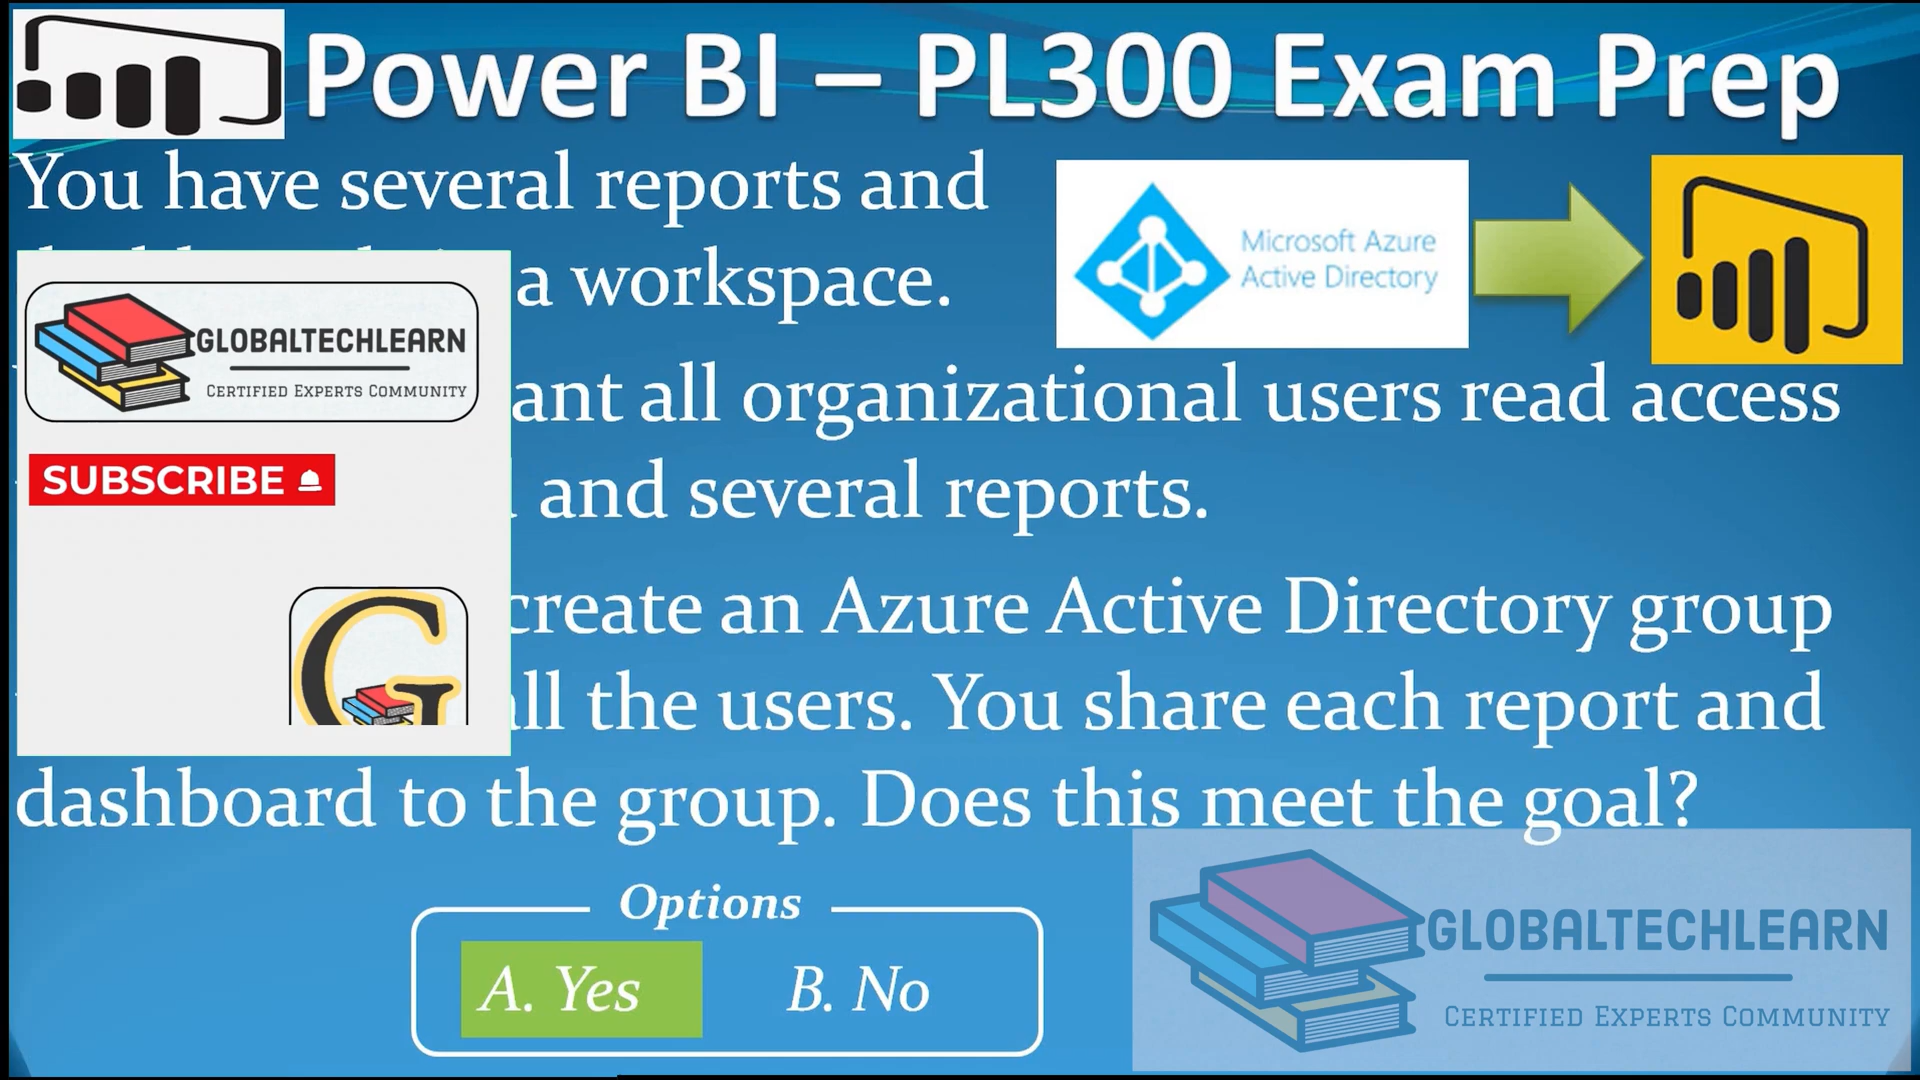 Power BI – PL300 Exam Prep
You have several reports and
a workspace.
Microsoft Azure
Active Directory
GLOBALTECHLEARN
CERTIFIED EXPERTS COMMUNITY
all organizational users read access
SUBSCRIBE
and several reports.
create an Azure Active Directory group
the users. You share each report and
G
dashboard to the group. Does this meet the goal?
Options
A. Yes
B. No
GLOBALTECHLEARN
CERTIFIED EXPERTS COMMUNITY